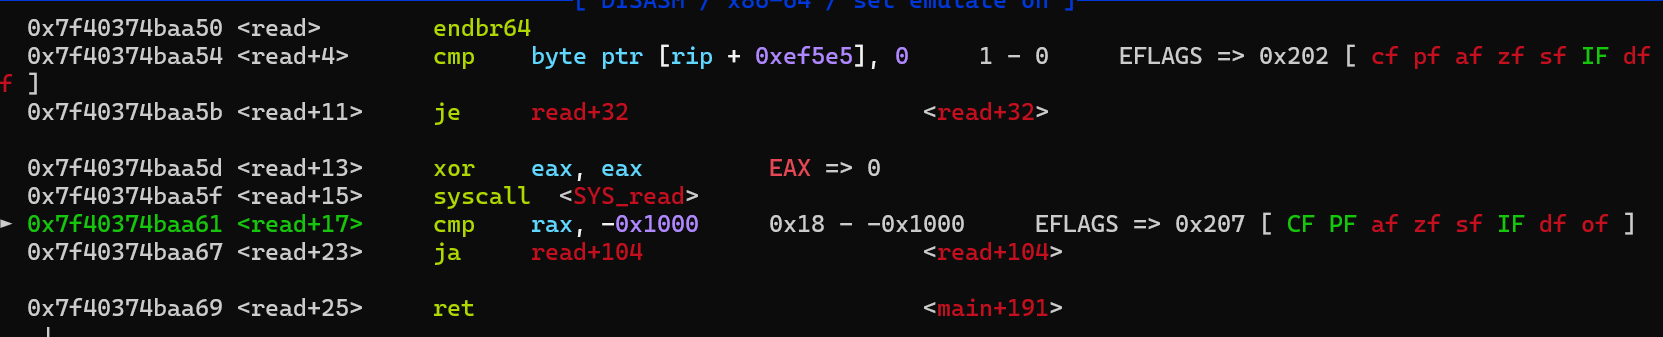 [ DISASM / x86-64 / set emulate on ]
0x7f40374baa50 <read>        endbr64
0x7f40374baa54 <read+4>      cmp    byte ptr [rip + 0xef5e5], 0     1 - 0     EFLAGS => 0x202 [ cf pf af zf sf IF df
f ]
0x7f40374baa5b <read+11>     je     read+32                     <read+32>
0x7f40374baa5d <read+13>     xor    eax, eax         EAX => 0
0x7f40374baa5f <read+15>     syscall  <SYS_read>
► 0x7f40374baa61 <read+17>     cmp    rax, -0x1000     0x18 - -0x1000     EFLAGS => 0x207 [ CF PF af zf sf IF df of ]
0x7f40374baa67 <read+23>     ja     read+104                    <read+104>
0x7f40374baa69 <read+25>     ret                                <main+191>